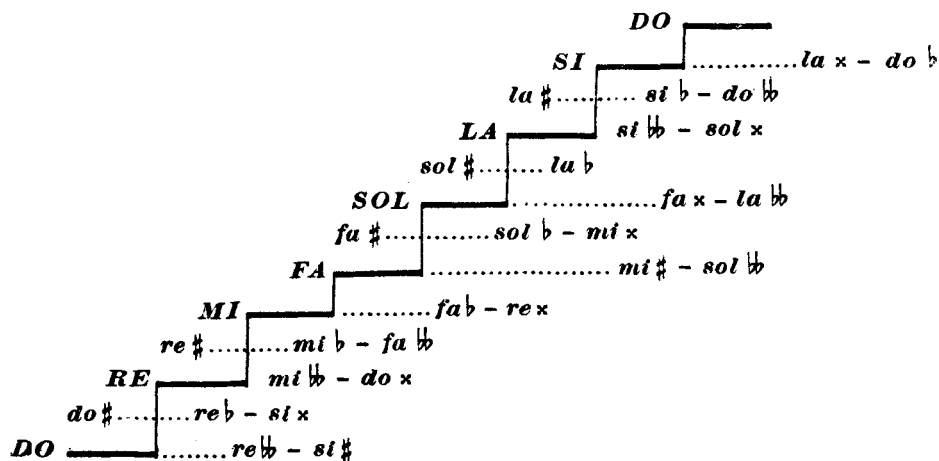 DO
SI ........ la x – do ♭
la ♯ ........ si ♭ – do ♭♭
LA si ♭♭ – sol x
sol ♯ ........ la ♭
SOL ............... fa x – la ♭♭
fa ♯ ............ sol ♭ – mi x
FA ..................... mi ♯ – sol ♭♭
MI ......... fa ♭ – re x
re ♯ ......... mi ♭ – fa ♭♭
RE mi ♭♭ – do x
do ♯ ......... re ♭ – si x
DO ........ re ♭♭ – si ♯